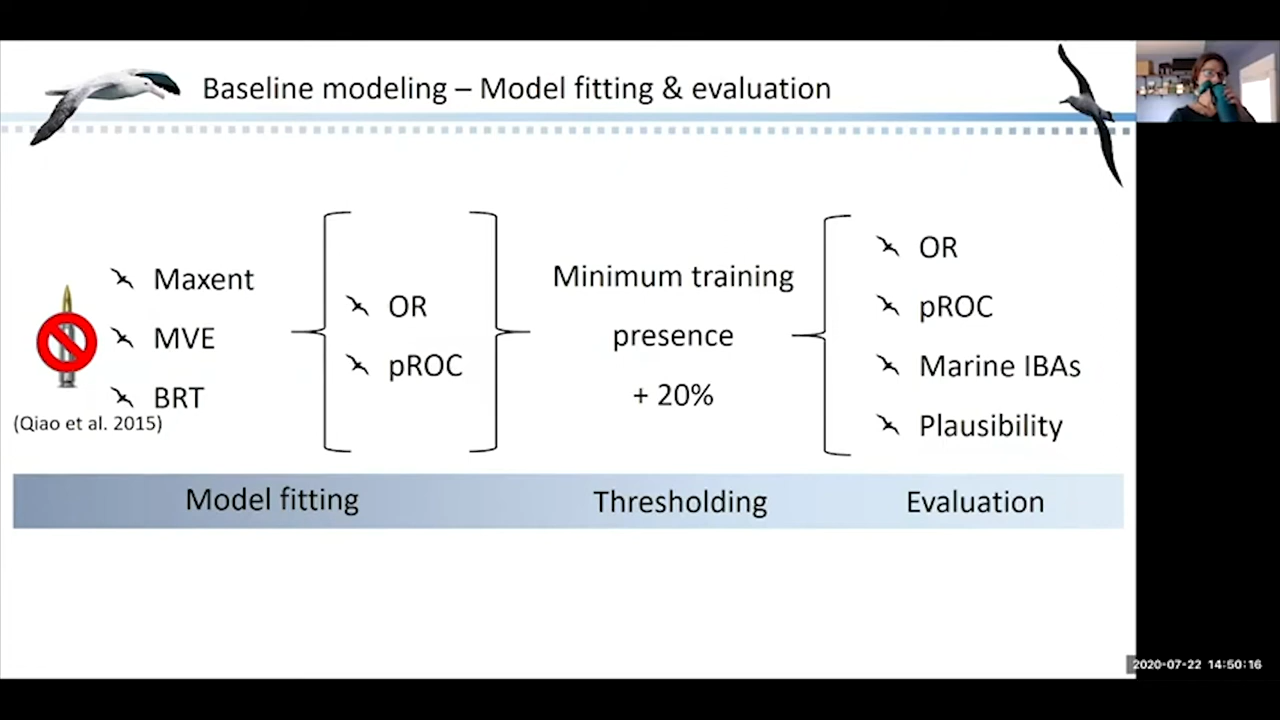 Baseline modeling – Model fitting & evaluation
Maxent
MVE
BRT
(Qiao et al. 2015)
OR
pROC
Minimum training
presence
+ 20%
OR
pROC
Marine IBAs
Plausibility
Model fitting
Thresholding
Evaluation
2020-07-22 14:50:16